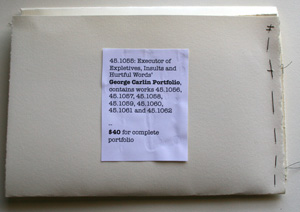 45.1055: Executor of
Expletives, Insults and
Hurtful Words'
George Carlin Portfolio,
contains works 45.1056,
45.1057, 45.1058,
45.1059, 45.1060,
45.1061 and 45.1062
–
$40 for complete
portfolio